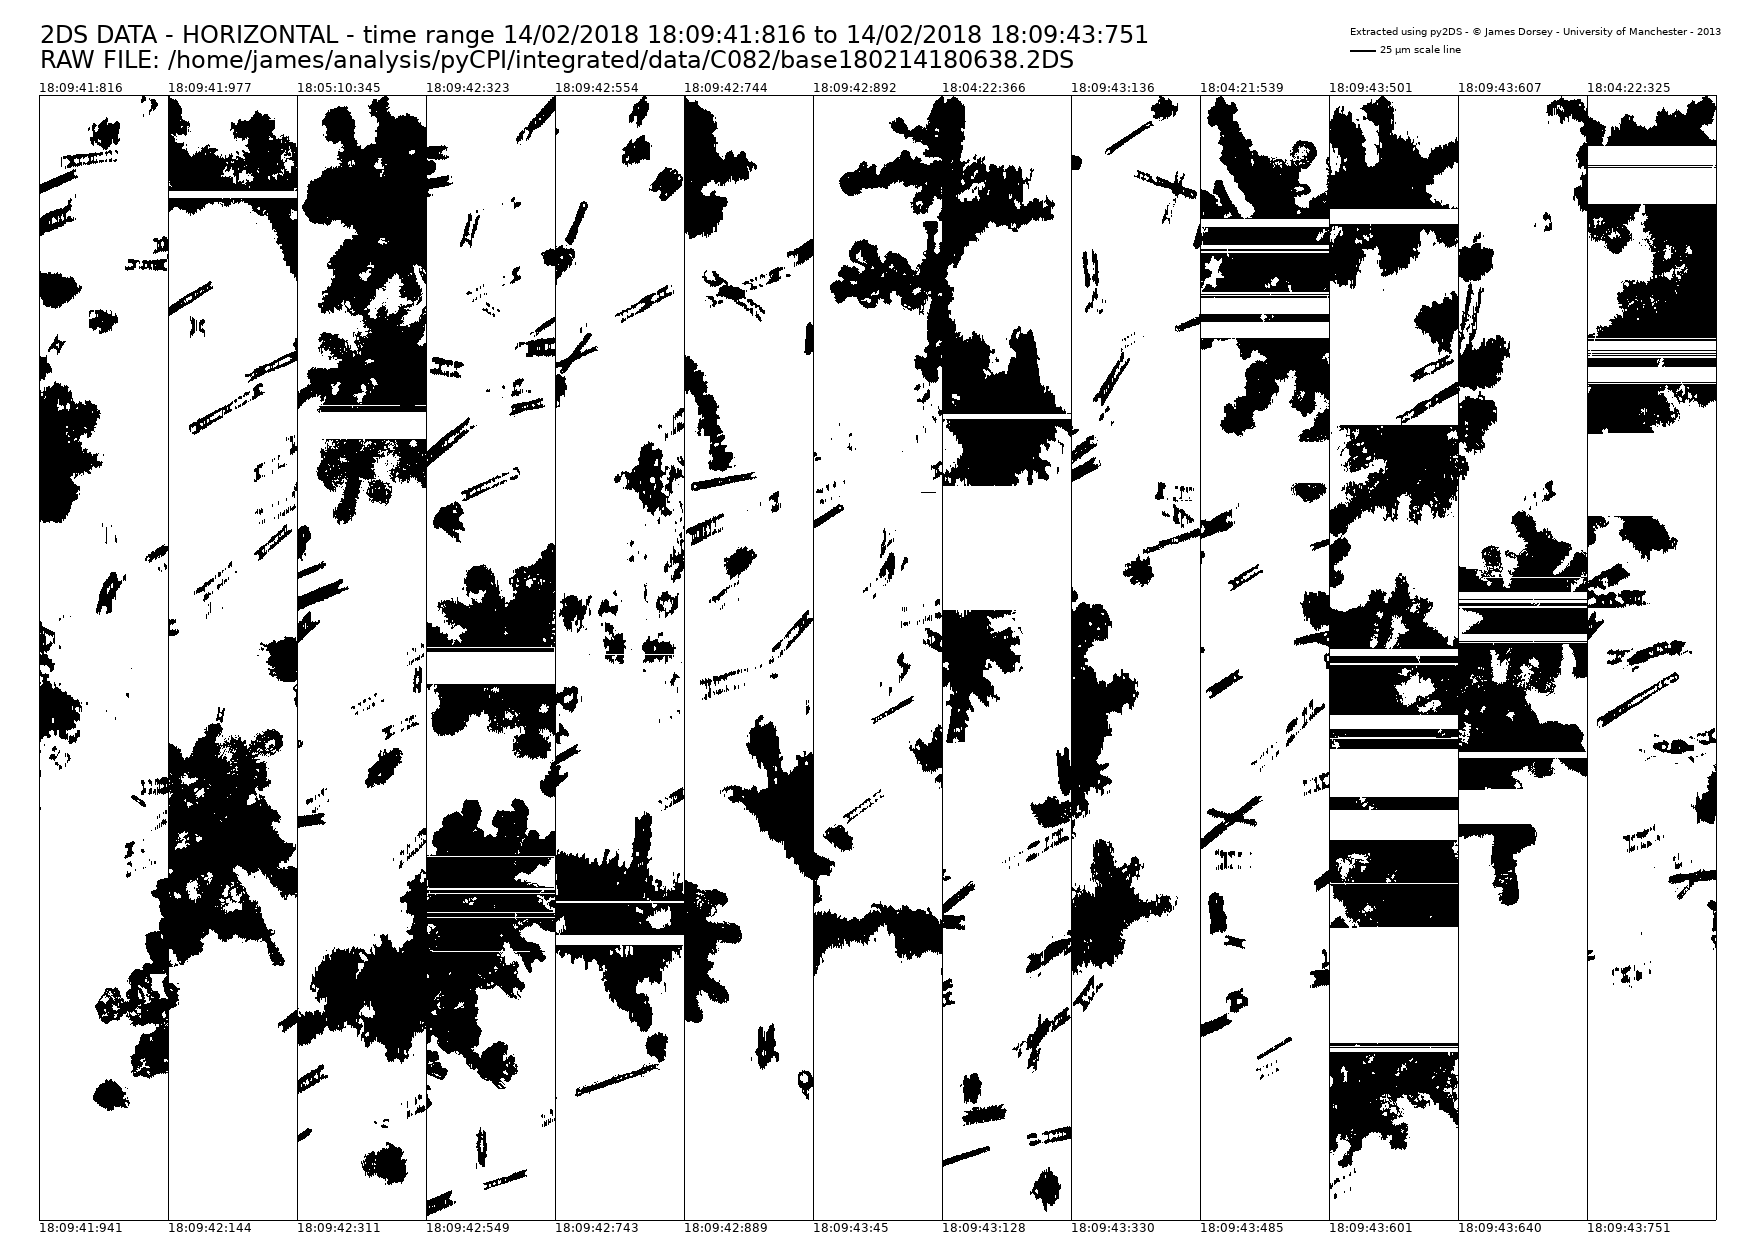 2DS DATA - HORIZONTAL - time range 14/02/2018 18:09:41:816 to 14/02/2018 18:09:43:751
RAW FILE: /home/james/analysis/pyCPI/integrated/data/C082/base180214180638.2DS
Extracted using py2DS - © James Dorsey - University of Manchester - 2013
25 µm scale line
18:09:41:816 18:09:41:977 18:05:10:345 18:09:42:323 18:09:42:554 18:09:42:744 18:09:42:892 18:04:22:366 18:09:43:136 18:04:21:539 18:09:43:501 18:09:43:607 18:04:22:325
18:09:41:941 18:09:42:144 18:09:42:311 18:09:42:549 18:09:42:743 18:09:42:889 18:09:43:45 18:09:43:128 18:09:43:330 18:09:43:485 18:09:43:601 18:09:43:640 18:09:43:751